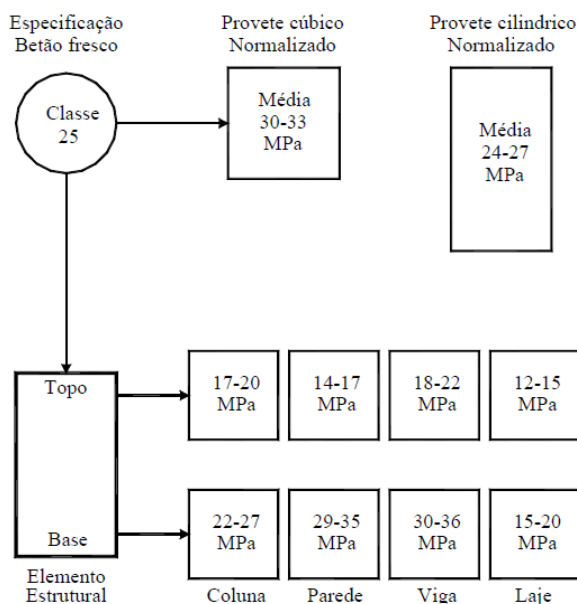 Especificação
Betão fresco
Provete cúbico
Normalizado
Provete cilindrico
Normalizado
Classe
25
Média
30-33
MPa
Média
24-27
MPa
Topo
17-20
MPa
14-17
MPa
18-22
MPa
12-15
MPa
Base
22-27
MPa
29-35
MPa
30-36
MPa
15-20
MPa
Elemento
Estrutural
Coluna
Parede
Viga
Laje